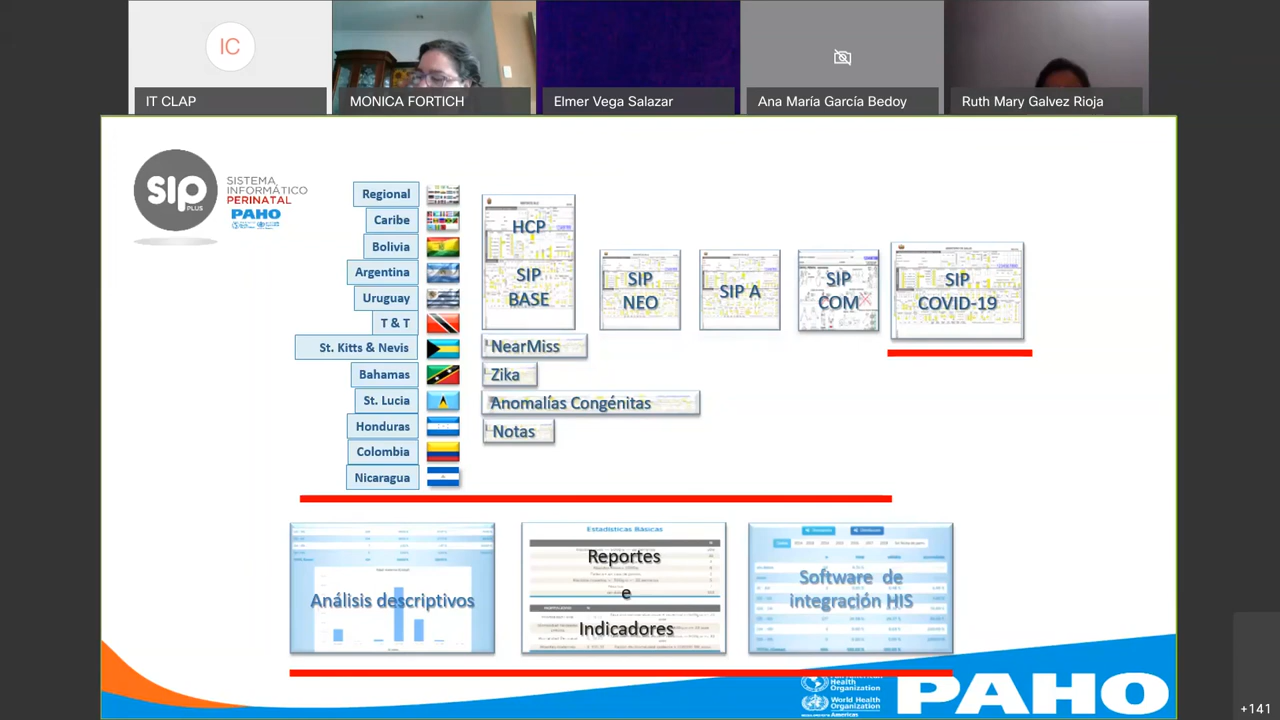 IC
IT CLAP
MONICA FORTICH
Elmer Vega Salazar
Ana María García Bedoy
Ruth Mary Galvez Rioja
sip
PLUS
SISTEMA
INFORMÁTICO
PERINATAL
PAHO
Regional
Caribe
Bolivia
Argentina
Uruguay
T & T
St. Kitts & Nevis
Bahamas
St. Lucia
Honduras
Colombia
Nicaragua
HCP
SIP
BASE
SIP
NEO
SIP A
SIP
COM
SIP
COVID-19
NearMiss
Zika
Anomalías Congénitas
Notas
Análisis descriptivos
Estadísticas Básicas
Reportes
e
Indicadores
Software de
integración HIS
Health
Organization
World Health
Organization
Americas
PAHO
+141